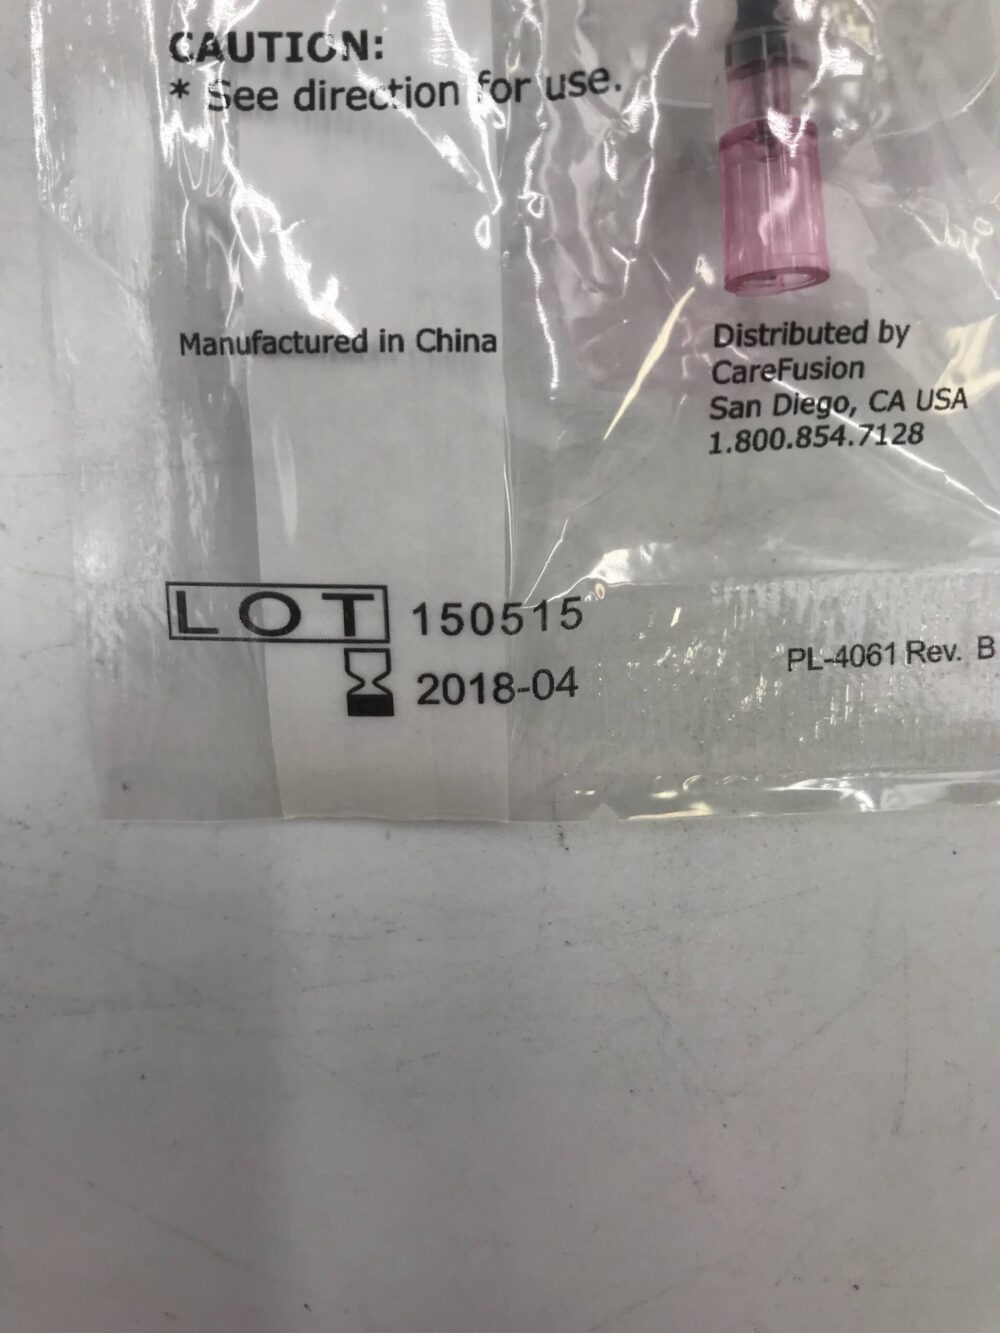 CAUTION:
* See direction for use.
Manufactured in China
Distributed by
CareFusion
San Diego, CA USA
1.800.854.7128
LOT 150515
2018-04
PL-4061 Rev. B